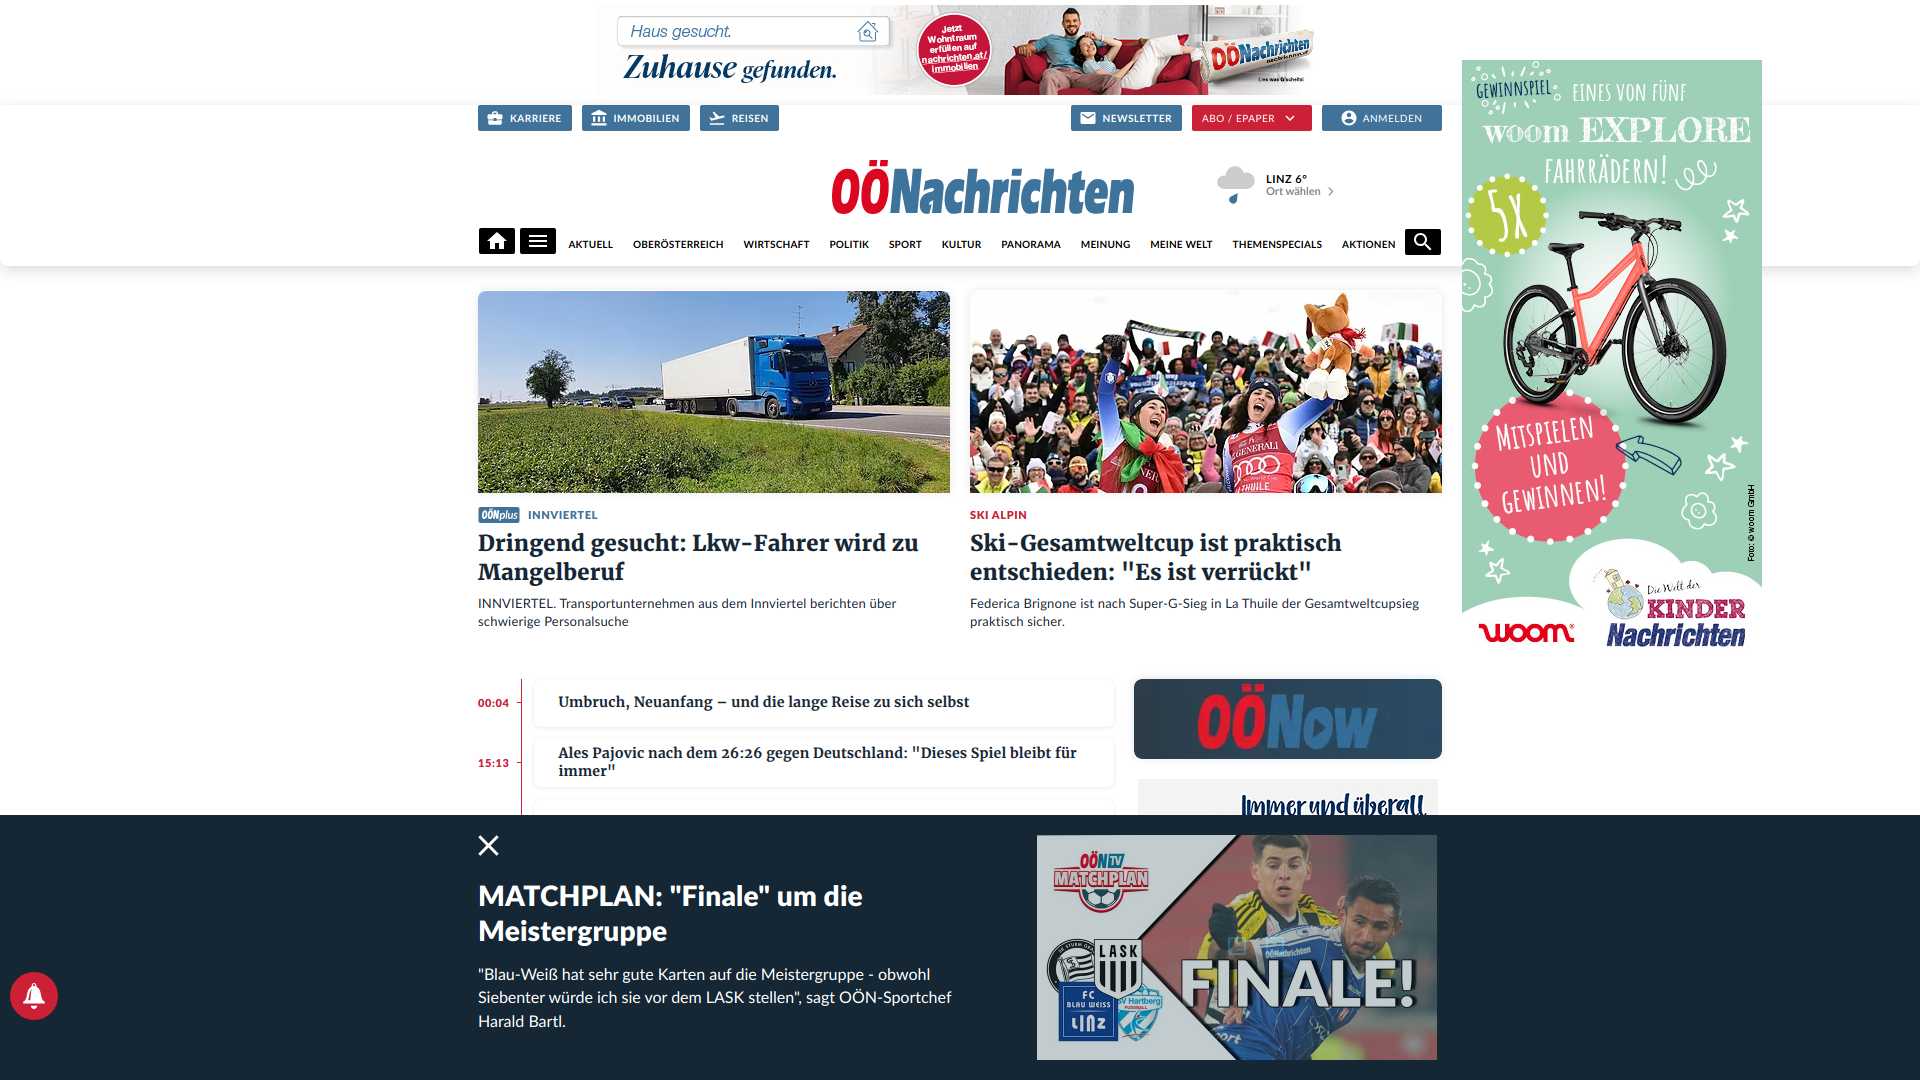 Haus gesucht.
Zuhause gefunden.
Jetzt
Wohntraum
erfüllen auf
nachrichten.at/
immobilien
OÖNachrichten
KARRIERE
IMMOBILIEN
REISEN
NEWSLETTER
ABO / EPAPER
ANMELDEN
OÖNachrichten
LINZ 6°
Ort wählen
AKTUELL
OBERÖSTERREICH
WIRTSCHAFT
POLITIK
SPORT
KULTUR
PANORAMA
MEINUNG
MEINE WELT
THEMENSPECIALS
AKTIONEN
GEWINNSPIEL
EINES VON FÜNF
woom EXPLORE
FAHRRÄDERN!
5X
MITSPIELEN
UND
GEWINNEN!
Foto: © woom GmbH
woom
Die Welt der
KINDER
Nachrichten
GENERALI
THUILE
OÖNplus INNVIERTEL
Dringend gesucht: Lkw-Fahrer wird zu
Mangelberuf
INNVIERTEL. Transportunternehmen aus dem Innviertel berichten über
schwierige Personalsuche
SKI ALPIN
Ski-Gesamtweltcup ist praktisch
entschieden: "Es ist verrückt"
Federica Brignone ist nach Super-G-Sieg in La Thuile der Gesamtweltcupsieg
praktisch sicher.
00:04
Umbruch, Neuanfang – und die lange Reise zu sich selbst
15:13
Ales Pajovic nach dem 26:26 gegen Deutschland: "Dieses Spiel bleibt für
immer"
OÖNow
Immer und überall
MATCHPLAN: "Finale" um die
Meistergruppe
"Blau-Weiß hat sehr gute Karten auf die Meistergruppe - obwohl
Siebenter würde ich sie vor dem LASK stellen", sagt OÖN-Sportchef
Harald Bartl.
OÖN TV
MATCHPLAN
LASK
FC
BLAU WEISS
LINZ
Hartberg
OÖNachrichten
FINALE!